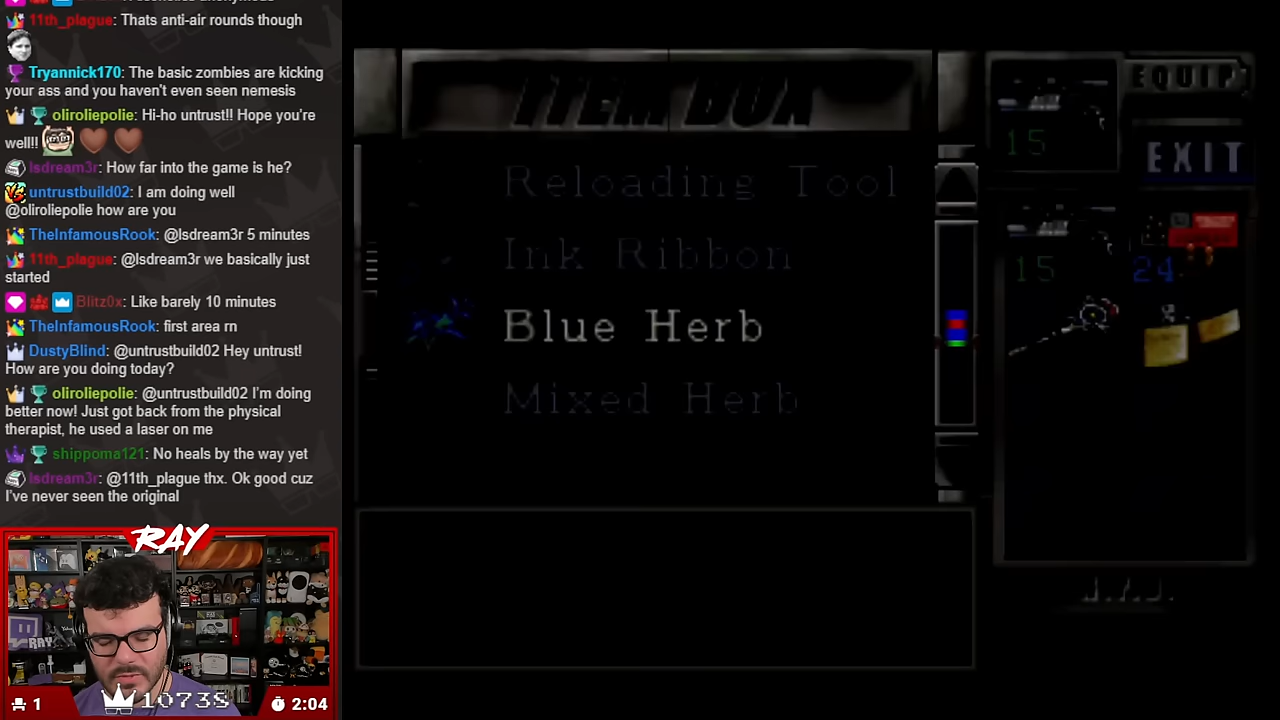 11th_plague: Thats anti-air rounds though
Tryannick170: The basic zombies are kicking
your ass and you haven't even seen nemesis
oliroliepolie: Hi-ho untrust!! Hope you're
well!!
lsdream3r: How far into the game is he?
untrustbuild02: I am doing well
@oliroliepolie how are you
TheInfamousRook: @lsdream3r 5 minutes
11th_plague: @lsdream3r we basically just
started
Blitz0x: Like barely 10 minutes
TheInfamousRook: first area rn
DustyBlind: @untrustbuild02 Hey untrust!
How are you doing today?
oliroliepolie: @untrustbuild02 I'm doing
better now! Just got back from the physical
therapist, he used a laser on me
shippoma121: No heals by the way yet
lsdream3r: @11th_plague thx. Ok good cuz
I've never seen the original
RAY
1
10738
2:04
ITEM BOX
Reloading Tool
Ink Ribbon
Blue Herb
Mixed Herb
EQUIP
15
EXIT
15
24